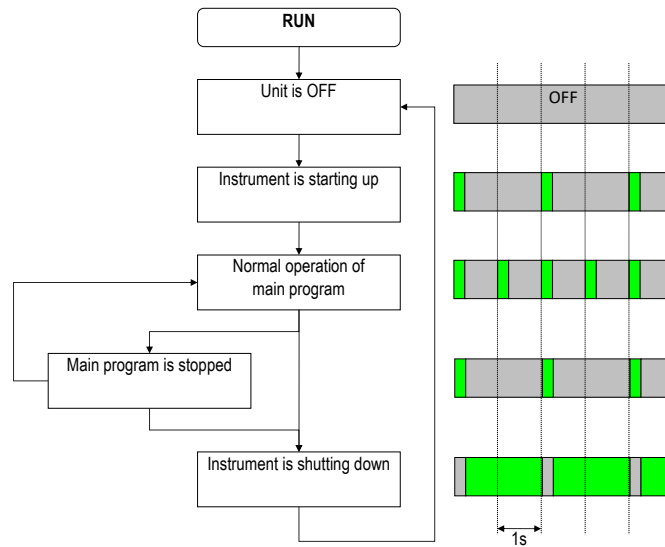 RUN
Unit is OFF
OFF
Instrument is starting up
Normal operation of
main program
Main program is stopped
Instrument is shutting down
1s